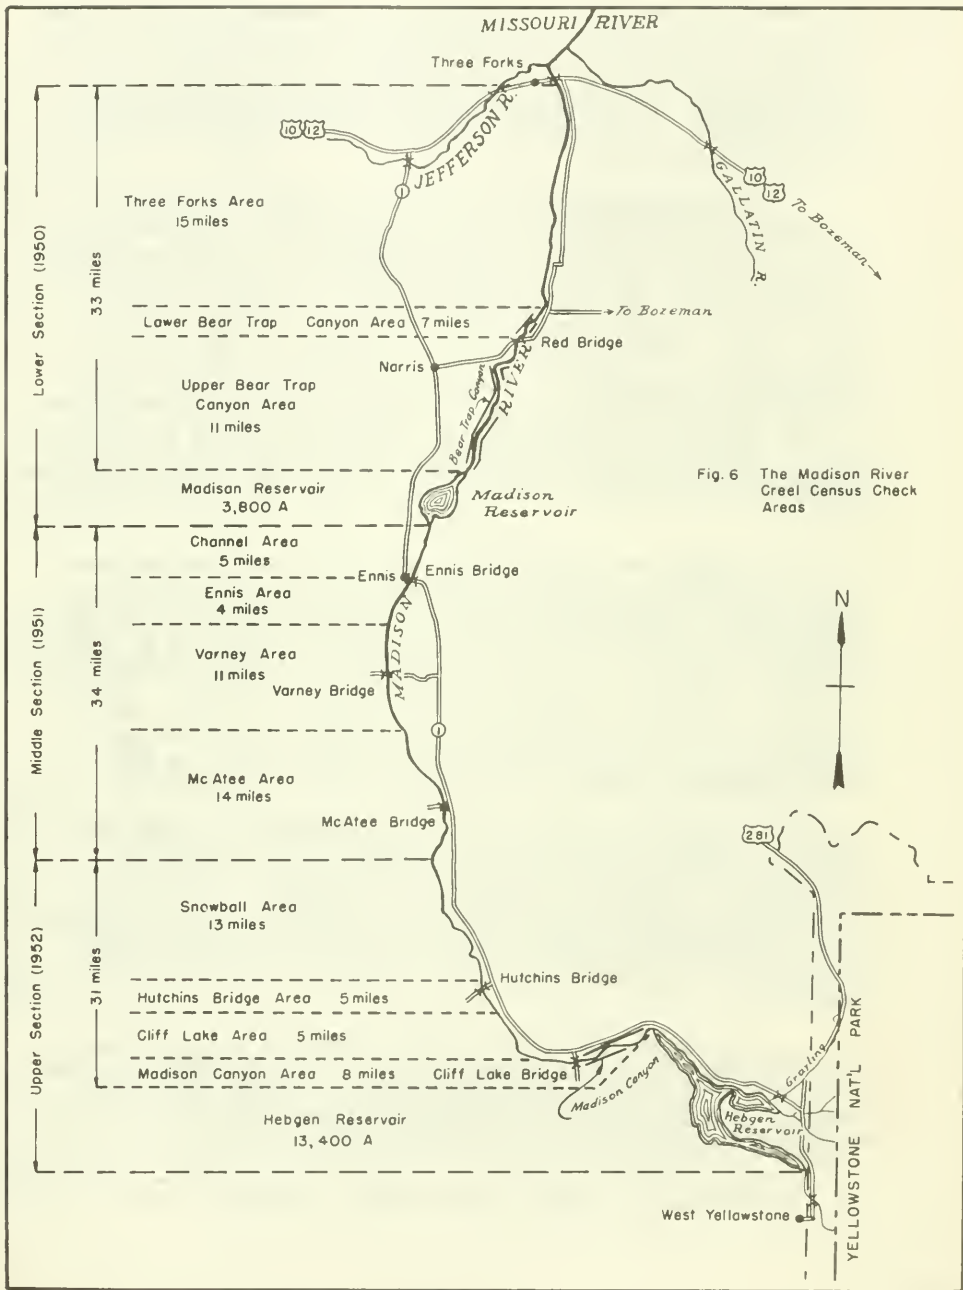 MISSOURI RIVER
Three Forks
JEFFERSON R.
10 12
1
GALLATIN R.
10
12
To Bozeman
Lower Section (1950)
33 miles
Three Forks Area
15 miles
Lower Bear Trap Canyon Area 7 miles
To Bozeman
Red Bridge
Norris
Upper Bear Trap
Canyon Area
11 miles
Bear Trap Canyon
RIVER
Madison Reservoir
3,800 A
Madison
Reservoir
Fig. 6 The Madison River
Creel Census Check
Areas
Middle Section (1951)
34 miles
Channel Area
5 miles
Ennis
Ennis Bridge
Ennis Area
4 miles
MADISON
Varney Area
11 miles
Varney Bridge
1
N
McAtee Area
14 miles
McAtee Bridge
281
Upper Section (1952)
31 miles
Snowball Area
13 miles
Hutchins Bridge
Hutchins Bridge Area 5 miles
Cliff Lake Area 5 miles
Madison Canyon Area 8 miles Cliff Lake Bridge
Madison Canyon
Grayling
Hebgen Reservoir
13,400 A
Hebgen
Reservoir
West Yellowstone
YELLOWSTONE NAT'L PARK